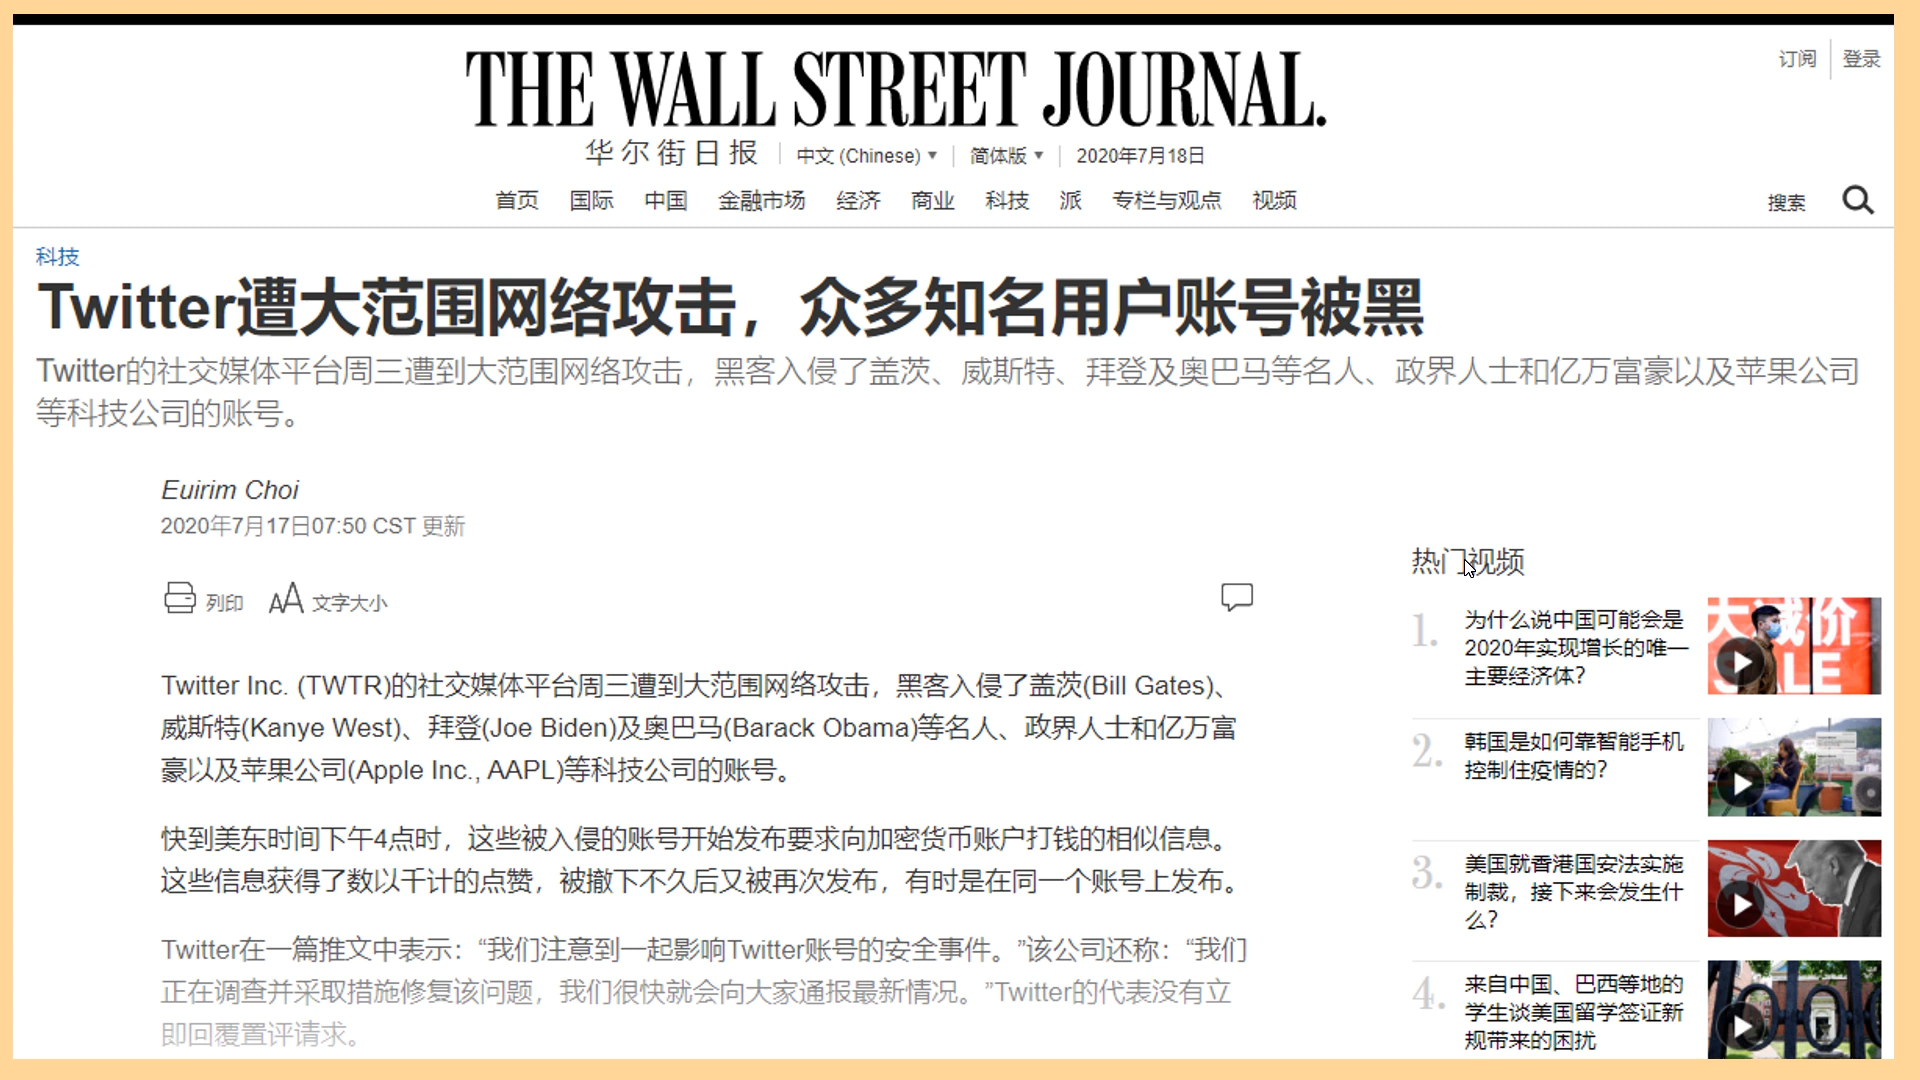 THE WALL STREET JOURNAL.
订阅
登录
华尔街日报
中文 (Chinese)
简体版
2020年7月18日
首页 国际 中国 金融市场 经济 商业 科技 派 专栏与观点 视频
搜索
科技
Twitter遭大范围网络攻击，众多知名用户账号被黑
Twitter的社交媒体平台周三遭到大范围网络攻击，黑客入侵了盖茨、威斯特、拜登及奥巴马等名人、政界人士和亿万富豪以及苹果公司
等科技公司的账号。
Euirim Choi
2020年7月17日07:50 CST 更新
列印
文字大小
Twitter Inc. (TWTR)的社交媒体平台周三遭到大范围网络攻击，黑客入侵了盖茨(Bill Gates)、
威斯特(Kanye West)、拜登(Joe Biden)及奥巴马(Barack Obama)等名人、政界人士和亿万富
豪以及苹果公司(Apple Inc., AAPL)等科技公司的账号。
快到美东时间下午4点时，这些被入侵的账号开始发布要求向加密货币账户打钱的相似信息。
这些信息获得了数以千计的点赞，被撤下不久后又被再次发布，有时是在同一个账号上发布。
Twitter在一篇推文中表示：“我们注意到一起影响Twitter账号的安全事件。”该公司还称：“我们
正在调查并采取措施修复该问题，我们很快就会向大家通报最新情况。”Twitter的代表没有立
即回覆置评请求。
热门视频
1.
为什么说中国可能会是
2020年实现增长的唯一
主要经济体？
大减价
SALE
2.
韩国是如何靠智能手机
控制住疫情的？
3.
美国就香港国安法实施
制裁，接下来会发生什
么？
4.
来自中国、巴西等地的
学生谈美国留学签证新
规带来的困扰